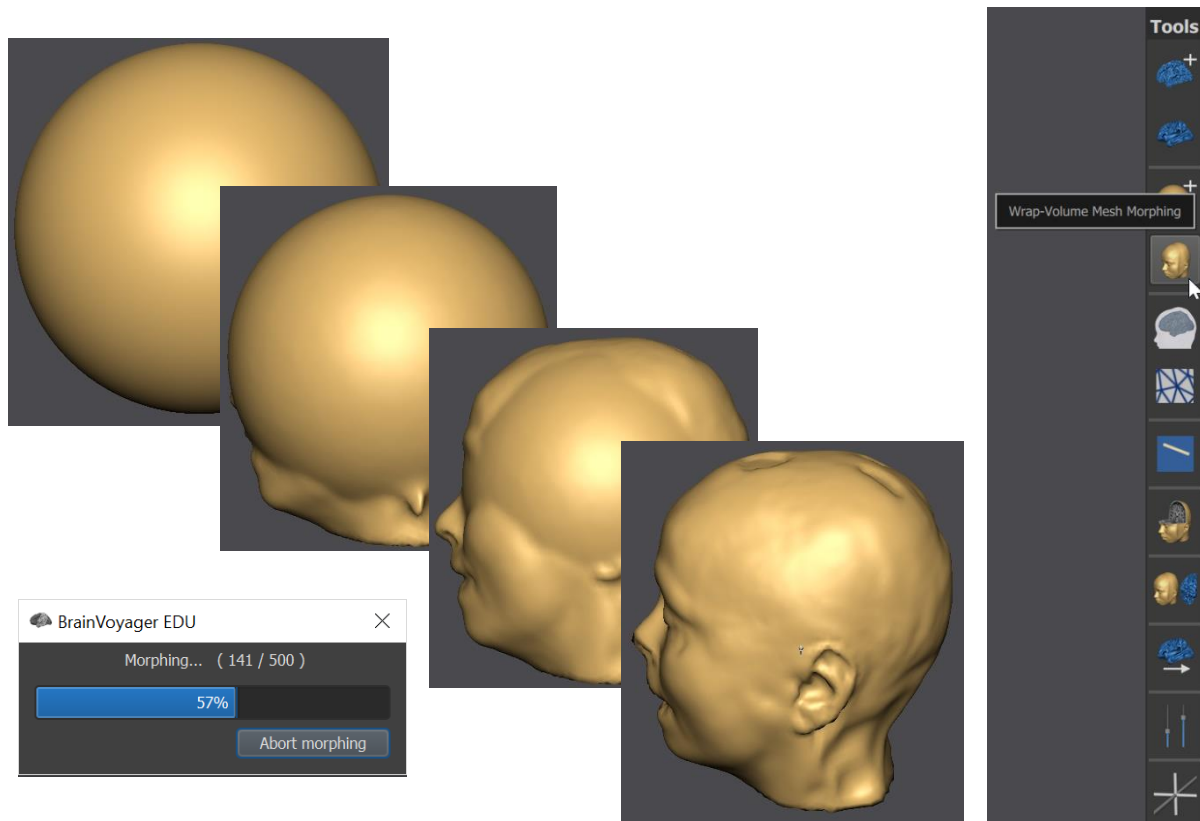 Tools
Wrap-Volume Mesh Morphing
BrainVoyager EDU
Morphing... ( 141 / 500 )
57%
Abort morphing